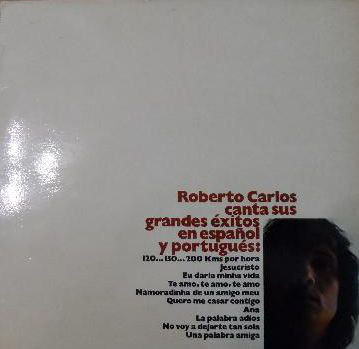 Roberto Carlos
canta sus
grandes éxitos
en español
y portugués:
120...150...200 Kms por hora
Jesucristo
Eu daria minha vida
Te amo, te amo, te amo
Namoradinha de un amigo meu
Quero me casar contigo
Ana
La palabra adios
No voy a dejarte tan sola
Una palabra amiga